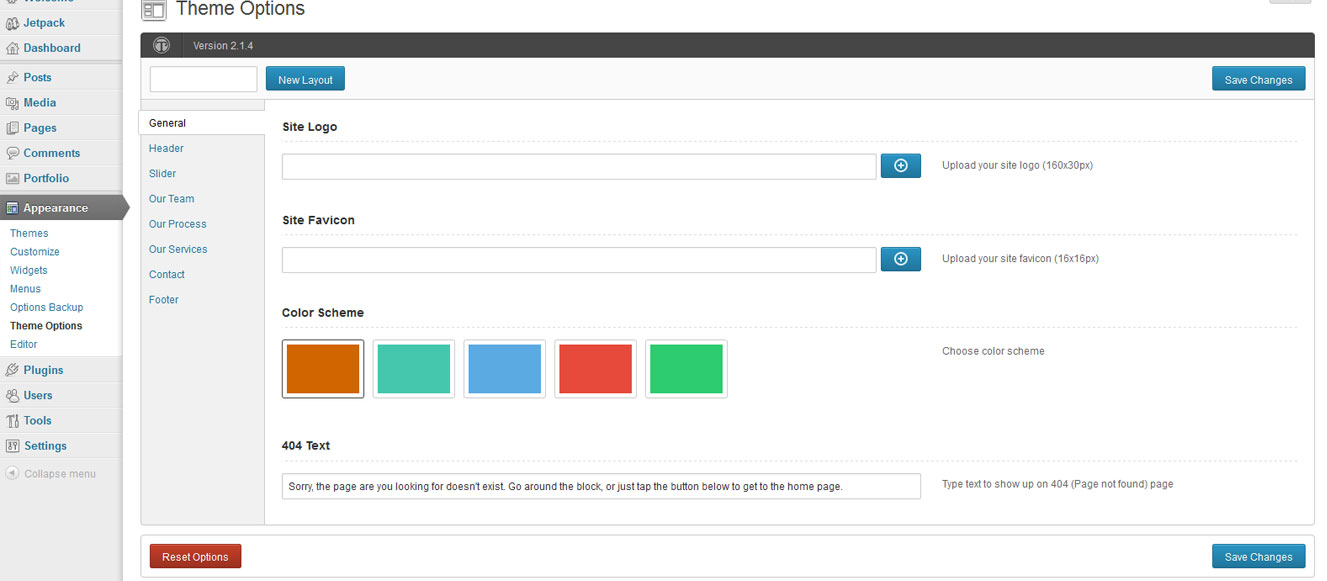 Welcome
Jetpack
Dashboard
Posts
Media
Pages
Comments
Portfolio
Appearance
Themes
Customize
Widgets
Menus
Options Backup
Theme Options
Editor
Plugins
Users
Tools
Settings
Collapse menu
Theme Options
Version 2.1.4
New Layout
Save Changes
General
Header
Slider
Our Team
Our Process
Our Services
Contact
Footer
Site Logo
Upload your site logo (160x30px)
Site Favicon
Upload your site favicon (16x16px)
Color Scheme
Choose color scheme
404 Text
Sorry, the page are you looking for doesn't exist. Go around the block, or just tap the button below to get to the home page.
Type text to show up on 404 (Page not found) page
Reset Options
Save Changes